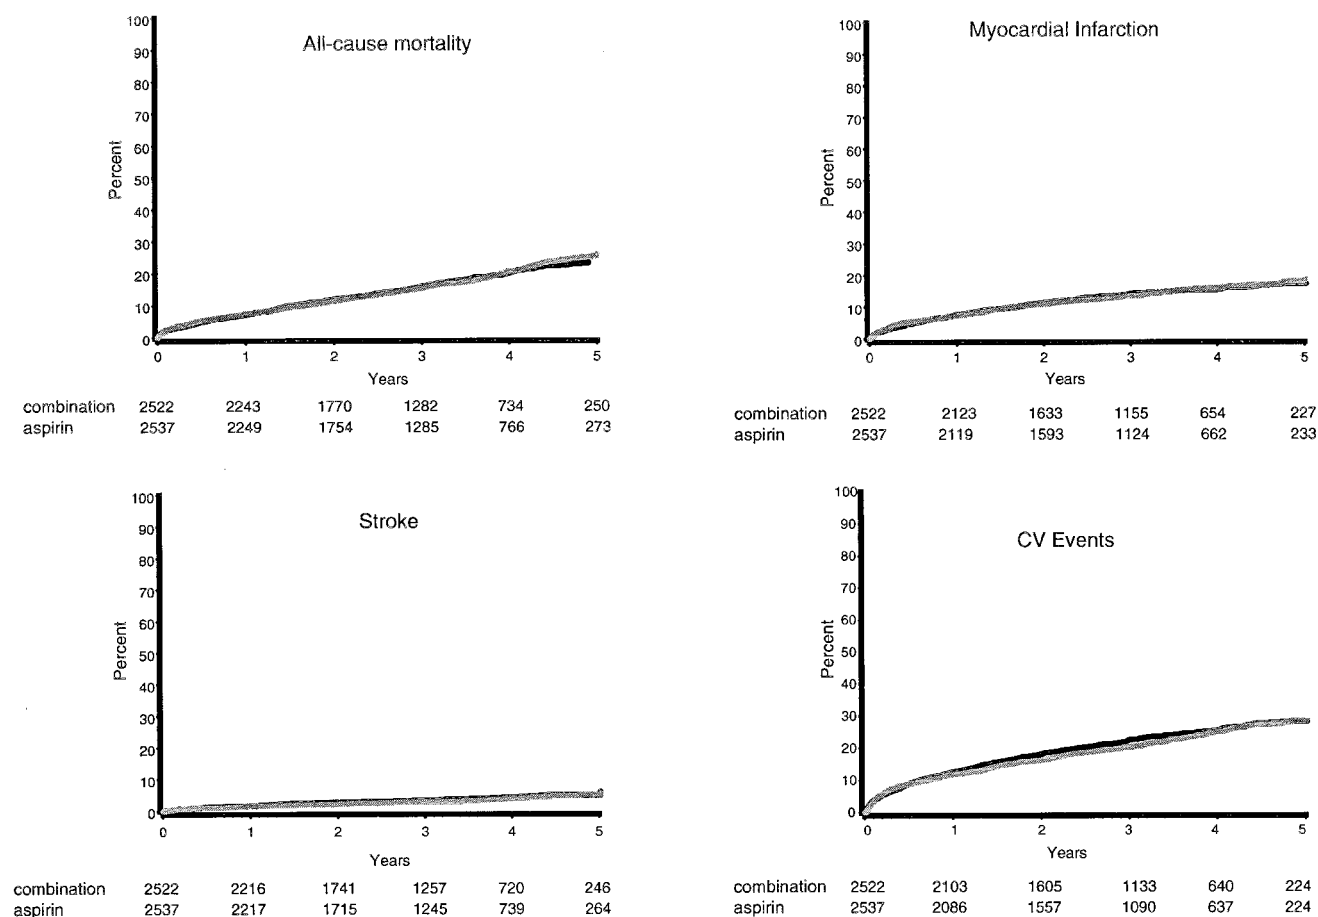 All-cause mortality
100
90
80
70
60
50
40
30
20
10
0
Percent
0 1 2 3 4 5
Years
combination 2522 2243 1770 1282 734 250
aspirin 2537 2249 1754 1285 766 273
Myocardial Infarction
100
90
80
70
60
50
40
30
20
10
0
Percent
0 1 2 3 4 5
Years
combination 2522 2123 1633 1155 654 227
aspirin 2537 2119 1593 1124 662 233
Stroke
100
90
80
70
60
50
40
30
20
10
0
Percent
0 1 2 3 4 5
Years
combination 2522 2216 1741 1257 720 246
aspirin 2537 2217 1715 1245 739 264
CV Events
100
90
80
70
60
50
40
30
20
10
0
Percent
0 1 2 3 4 5
Years
combination 2522 2103 1605 1133 640 224
aspirin 2537 2086 1557 1090 637 224